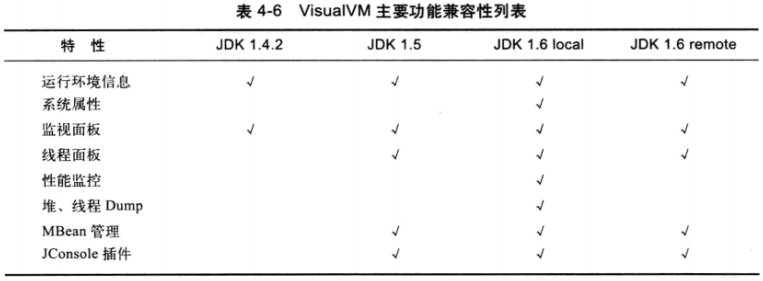 表 4-6 VisualVM 主要功能兼容性列表
特 性 JDK 1.4.2 JDK 1.5 JDK 1.6 local JDK 1.6 remote
运行环境信息 √ √ √ √
系统属性 √
监视面板 √ √ √ √
线程面板 √ √ √
性能监控 √
堆、线程 Dump √
MBean 管理 √ √ √
JConsole 插件 √ √ √